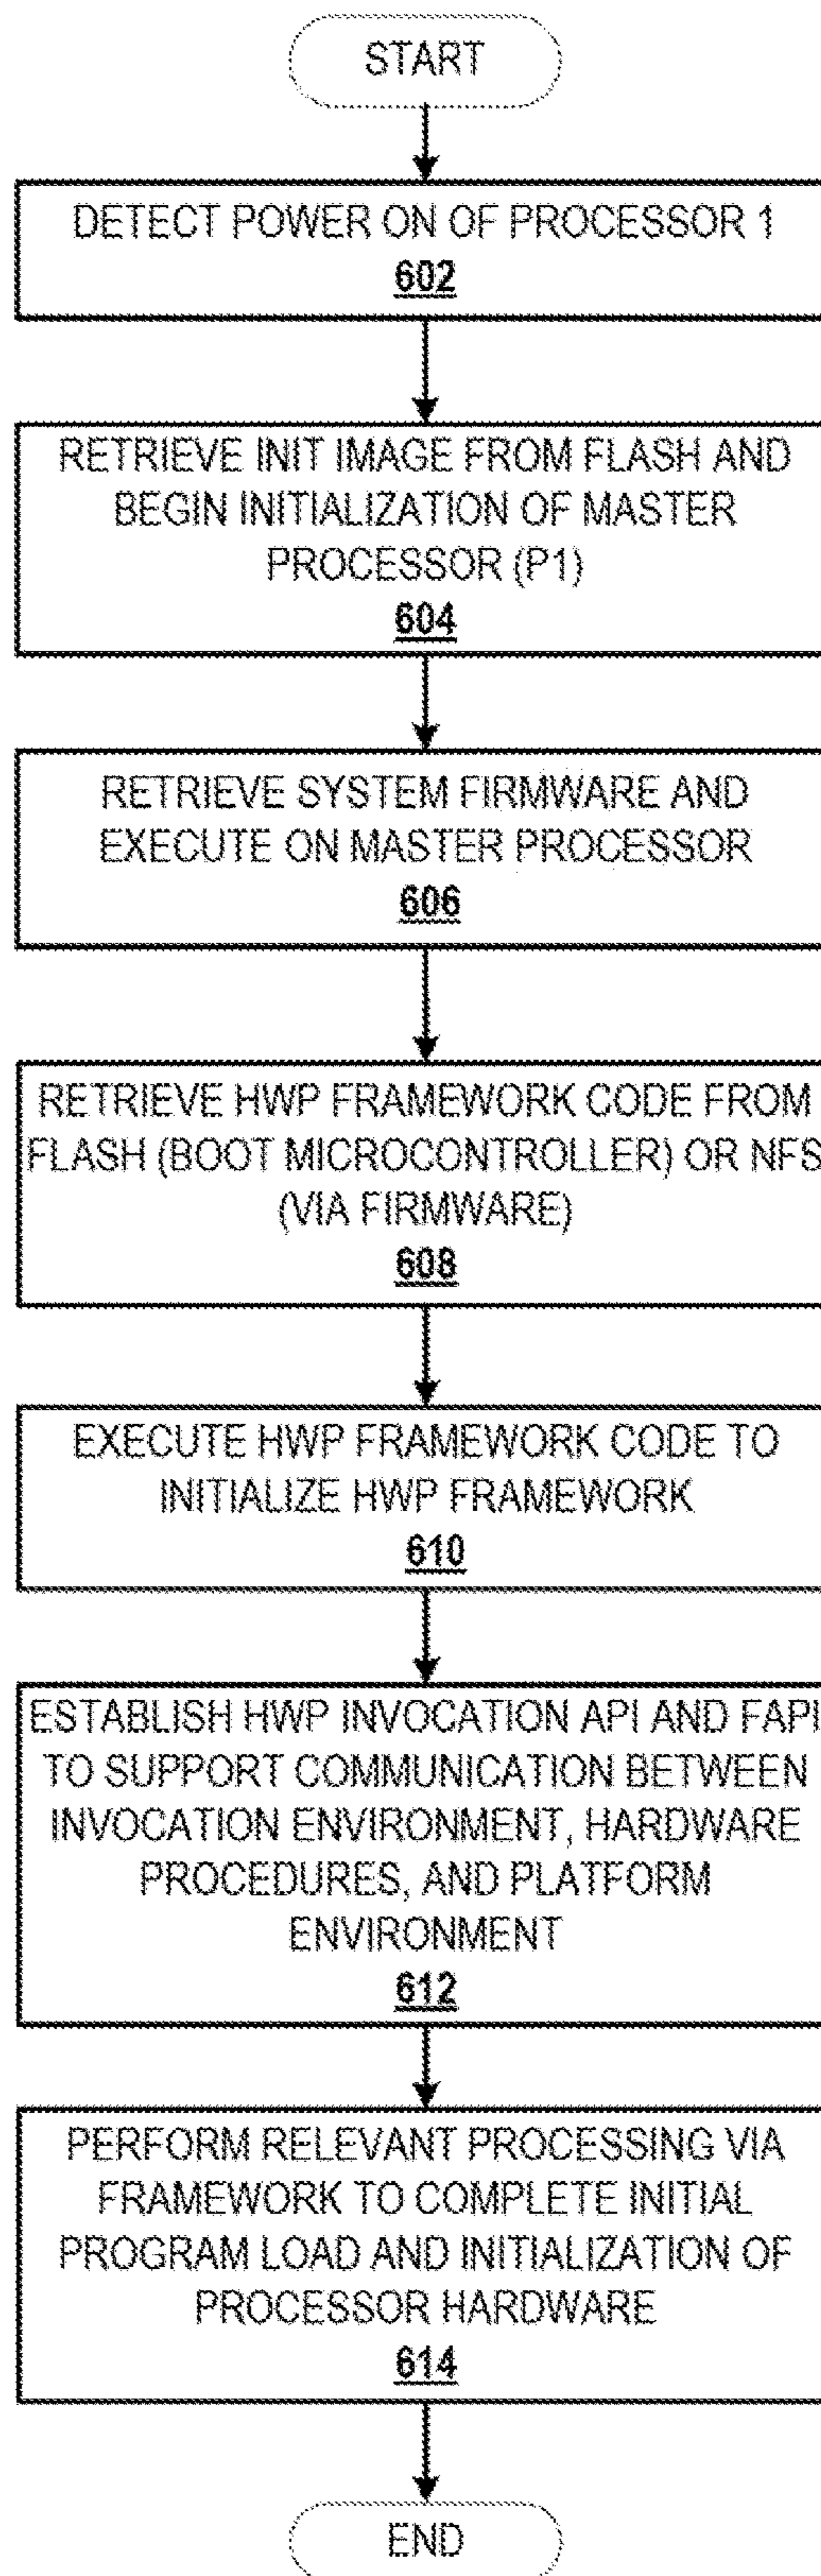 START
DETECT POWER ON OF PROCESSOR 1
602
RETRIEVE INIT IMAGE FROM FLASH AND
BEGIN INITIALIZATION OF MASTER
PROCESSOR (P1)
604
RETRIEVE SYSTEM FIRMWARE AND
EXECUTE ON MASTER PROCESSOR
606
RETRIEVE HWP FRAMEWORK CODE FROM
FLASH (BOOT MICROCONTROLLER) OR NFS
(VIA FIRMWARE)
608
EXECUTE HWP FRAMEWORK CODE TO
INITIALIZE HWP FRAMEWORK
610
ESTABLISH HWP INVOCATION API AND FAPI
TO SUPPORT COMMUNICATION BETWEEN
INVOCATION ENVIRONMENT, HARDWARE
PROCEDURES, AND PLATFORM
ENVIRONMENT
612
PERFORM RELEVANT PROCESSING VIA
FRAMEWORK TO COMPLETE INITIAL
PROGRAM LOAD AND INITIALIZATION OF
PROCESSOR HARDWARE
614
END